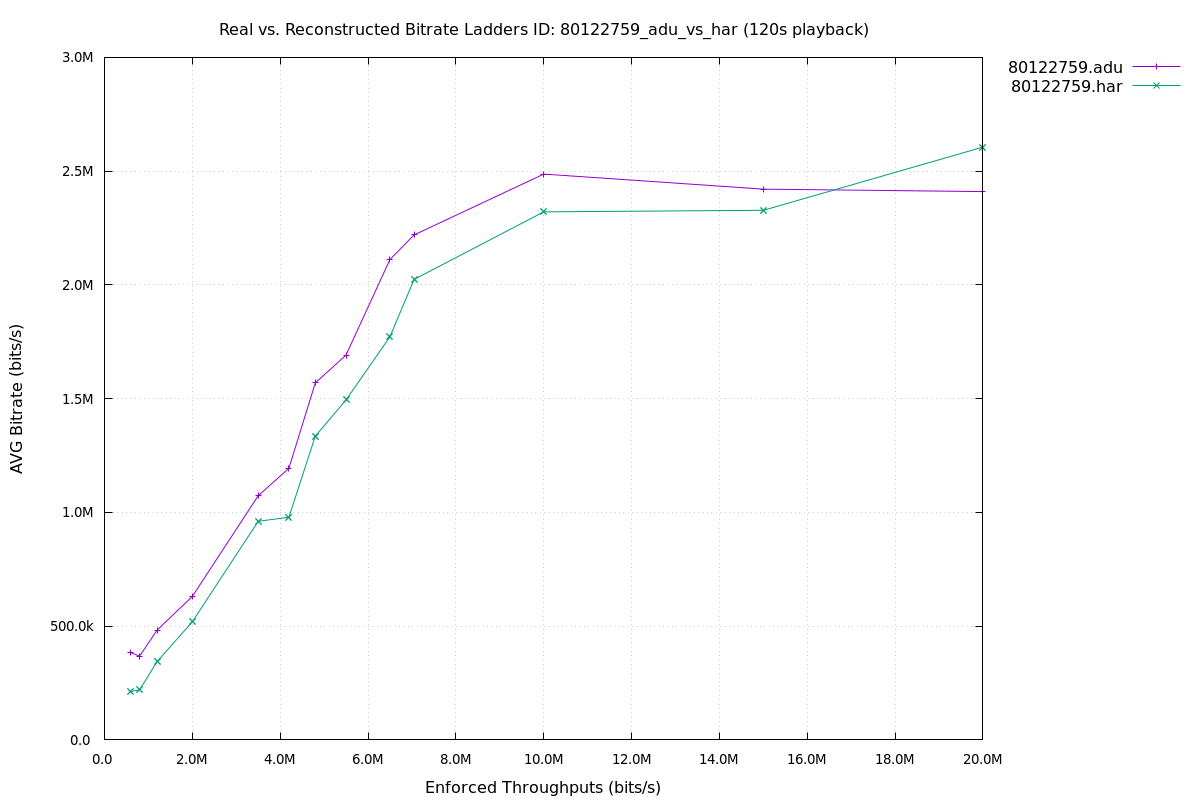 Real vs. Reconstructed Bitrate Ladders ID: 80122759_adu_vs_har (120s playback)
80122759.adu
80122759.har
3.0M
2.5M
2.0M
1.5M
1.0M
500.0k
0.0
AVG Bitrate (bits/s)
0.0 2.0M 4.0M 6.0M 8.0M 10.0M 12.0M 14.0M 16.0M 18.0M 20.0M
Enforced Throughputs (bits/s)